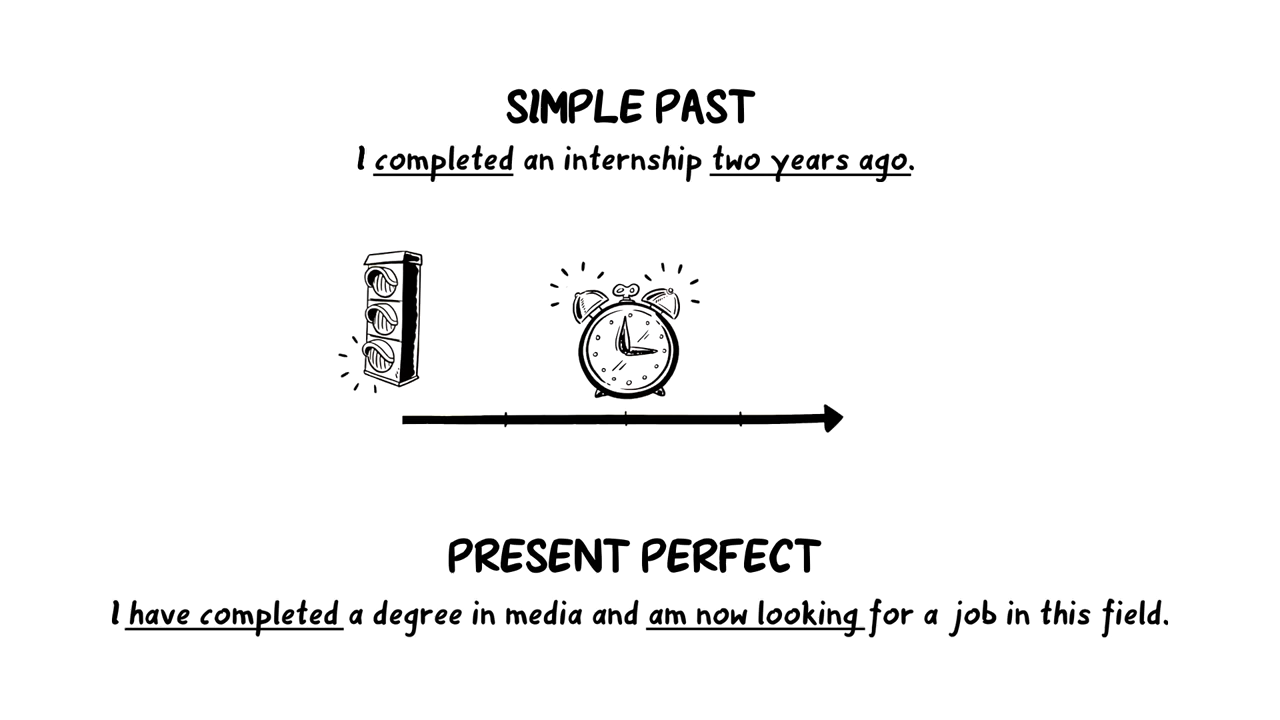 SIMPLE PAST
I completed an internship two years ago.
PRESENT PERFECT
I have completed a degree in media and am now looking for a job in this field.